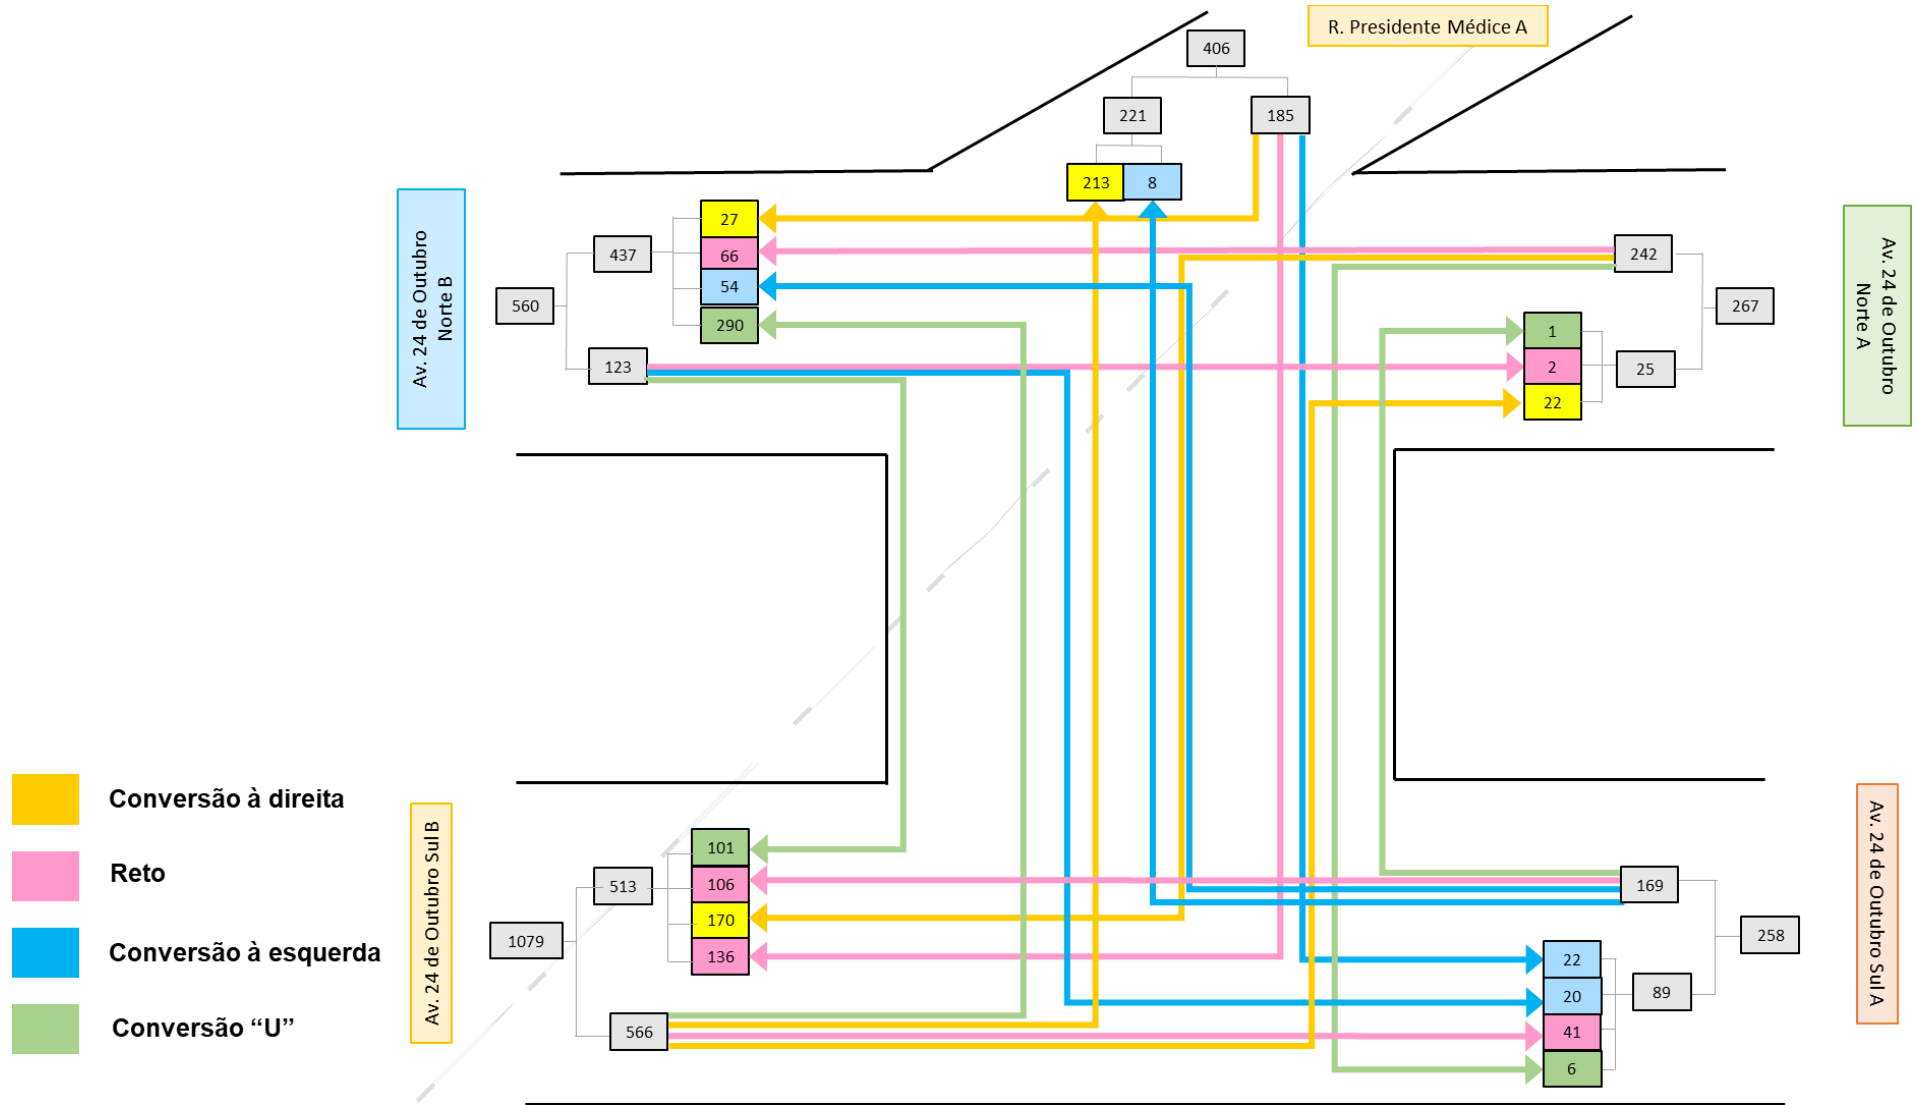 R. Presidente Médice A
406
221
185
213
8
Av. 24 de Outubro
Norte B
560
437
27
66
54
290
123
242
267
1
2
22
25
Av. 24 de Outubro
Norte A
Conversão à direita
Reto
Conversão à esquerda
Conversão “U”
Av. 24 de Outubro Sul B
1079
513
101
106
170
136
566
169
258
22
20
41
6
89
Av. 24 de Outubro Sul A